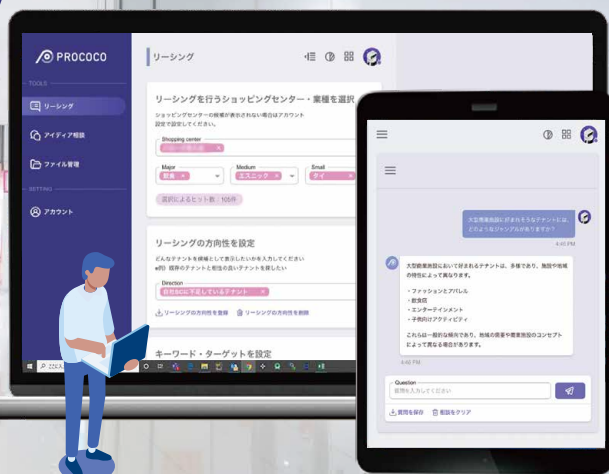 PROCOCO
TOOLS
リーシング
アイディア相談
ファイル管理
SETTING
アカウント
リーシング
リーシングを行うショッピングセンター・業種を選択
ショッピングセンターの候補が表示されない場合はアカウント
設定で設定してください。
Shopping center
Major
飲食 ×
Medium
エスニック ×
Small
タイ ×
選択によるヒット数：105件
リーシングの方向性を設定
どんなテナントを候補として表示したいかを入力してください
※例）既存のテナントと相性の良いテナントを探したい
Direction
自社SCに不足しているテナント ×
リーシングの方向性を登録
リーシングの方向性を削除
キーワード・ターゲットを設定
大型商業施設に好まれそうなテナントには、
どのようなジャンルがありますか？
4:40 PM
大型商業施設において好まれるテナントは、多様であり、施設や地域
の特性によって異なります。
・ファッションとアパレル
・飲食店
・エンターテインメント
・子供向けアクティビティ
これらは一般的な傾向であり、地域の需要や商業施設のコンセプト
によって異なる場合があります。
4:40 PM
Question
質問を入力してください
質問を保存
相談をクリア